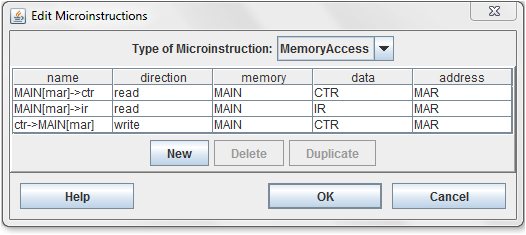 Edit Microinstructions
Type of Microinstruction: MemoryAccess
name direction memory data address
MAIN[mar]->ctr read MAIN CTR MAR
MAIN[mar]->ir read MAIN IR MAR
ctr->MAIN[mar] write MAIN CTR MAR
New Delete Duplicate
Help OK Cancel